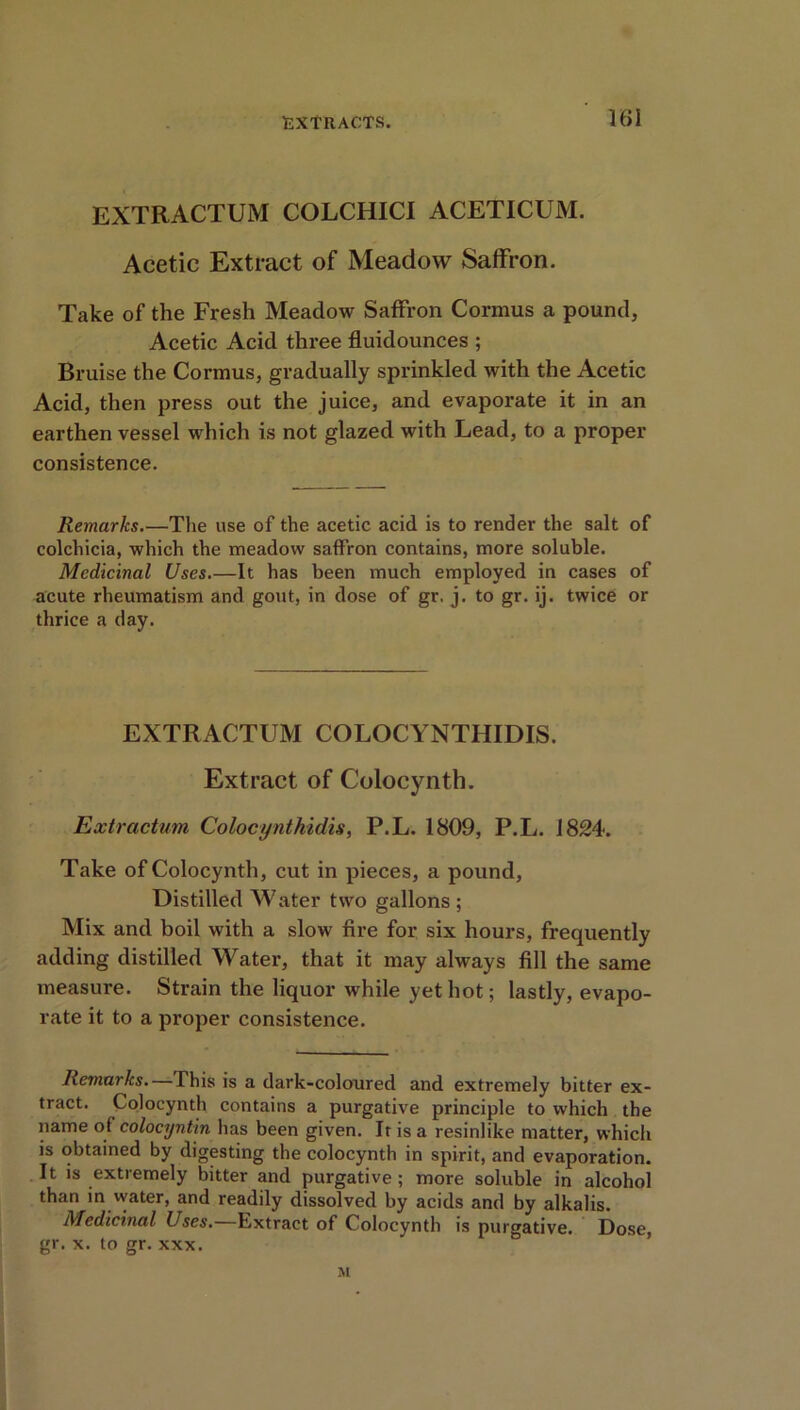 EXTRACTS.
161
EXTRACTUM COLCHICI ACETICUM.
Acetic Extract of Meadow Saffron.
Take of the Fresh Meadow Saffron Cormus a pound,
Acetic Acid three fluidounces ;
Bruise the Cormus, gradually sprinkled with the Acetic
Acid, then press out the juice, and evaporate it in an
earthen vessel which is not glazed with Lead, to a proper
consistence.
Remarks.—The use of the acetic acid is to render the salt of
colchicia, which the meadow saffron contains, more soluble.
Medicinal Uses.—It has been much employed in cases of
acute rheumatism and gout, in dose of gr. j. to gr. ij. twice or
thrice a day.
EXTRACTUM COLOCYNTHIDIS.
Extract of Colocynth.
Extractum Colocynthidis, P.L. 1809, P.L. 1824.
Take of Colocynth, cut in pieces, a pound,
Distilled Water two gallons ;
Mix and boil with a slow fire for six hours, frequently
adding distilled Water, that it may always fill the same
measure. Strain the liquor while yet hot ; lastly, evapo-
rate it to a proper consistence.
Remarks.—This is a dark-coloured and extremely bitter ex-
tract. Colocynth contains a purgative principle to which the
name of colocyntin has been given. It is a resinlike matter, which
is obtained by digesting the colocynth in spirit, and evaporation.
It is extremely bitter and purgative ; more soluble in alcohol
than in water, and readily dissolved by acids and by alkalis.
Medicinal Uses.—Extract of Colocynth is purgative. Dose,
gr. x. to gr. xxx.
M